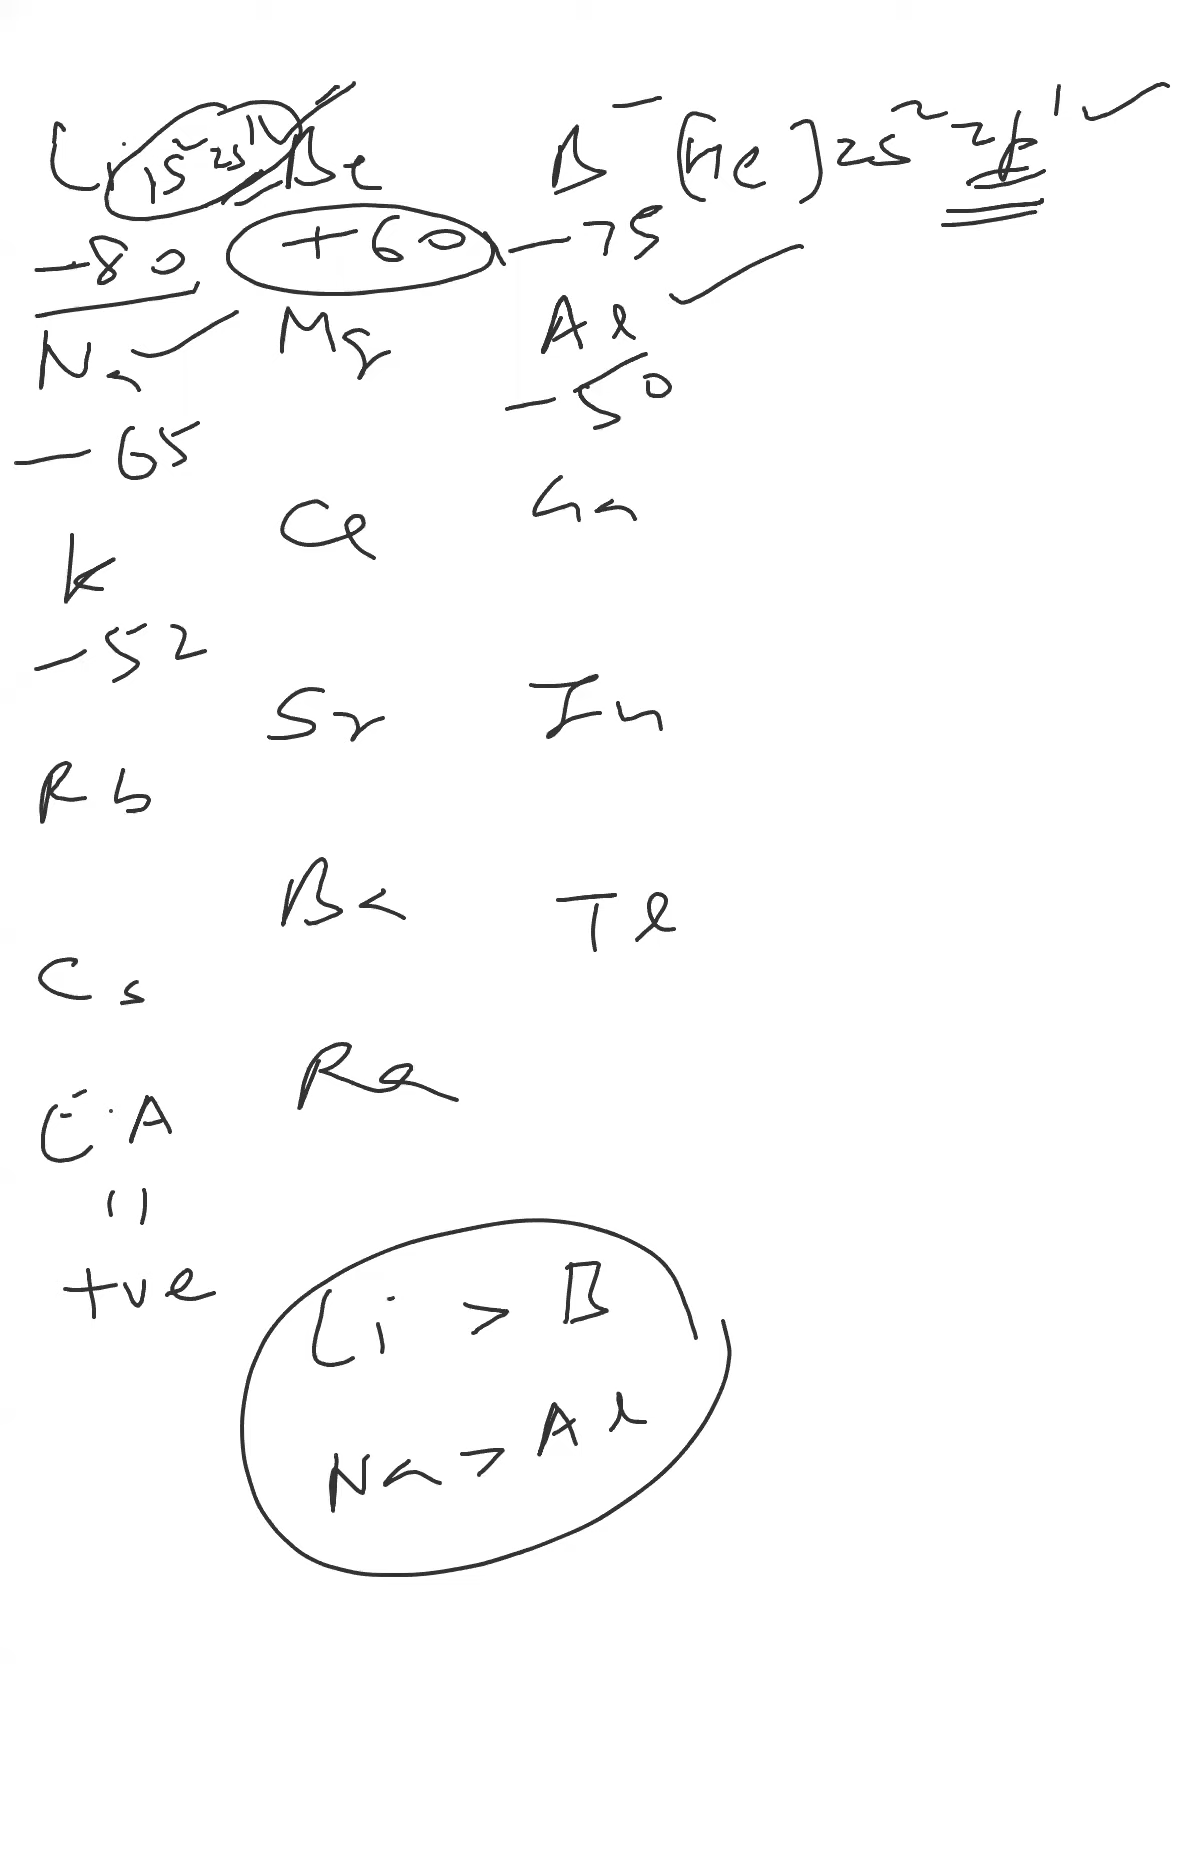 Li 1s² 2s¹ Be B [He] 2s² 2p¹
-80 +60 -75
Na Mg Al
-65 -50
K Ca Ga
-52
Rb Sr In
Cs Ba Tl
E.A Ra
=
+ve
Li > B
Na > Al